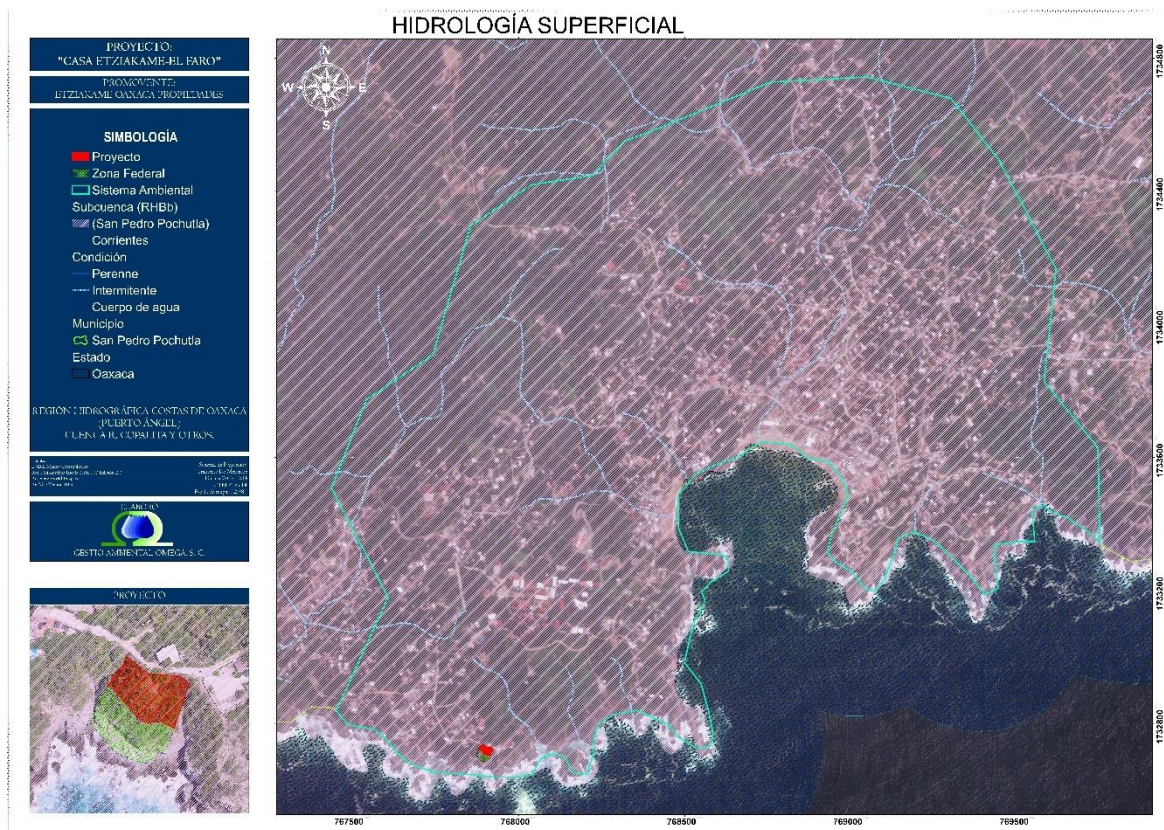 HIDROLOGÍA SUPERFICIAL
PROYECTO:
"CASA ETZIAKAME-EL FARO"
PROMOVENTE:
ETZIAKAME OAXACA PROPIEDADES
SIMBOLOGÍA
Proyecto
Zona Federal
Sistema Ambiental
Subcuenca (RHBb)
(San Pedro Pochutla)
Corrientes
Condición
Perenne
Intermitente
Cuerpo de agua
Municipio
San Pedro Pochutla
Estado
Oaxaca
REGIÓN HIDROGRÁFICA COSTAS DE OAXACA
(PUERTO ÁNGEL)
CUENCA R. COPALITA Y OTROS.
ELABORÓ
GESTIÓ AMBIENTAL OMEGA, S. C.
PROYECTO
N
W E
S
1734800
1734400
1734000
1733600
1733200
1732800
767500 768000 768500 769000 769500